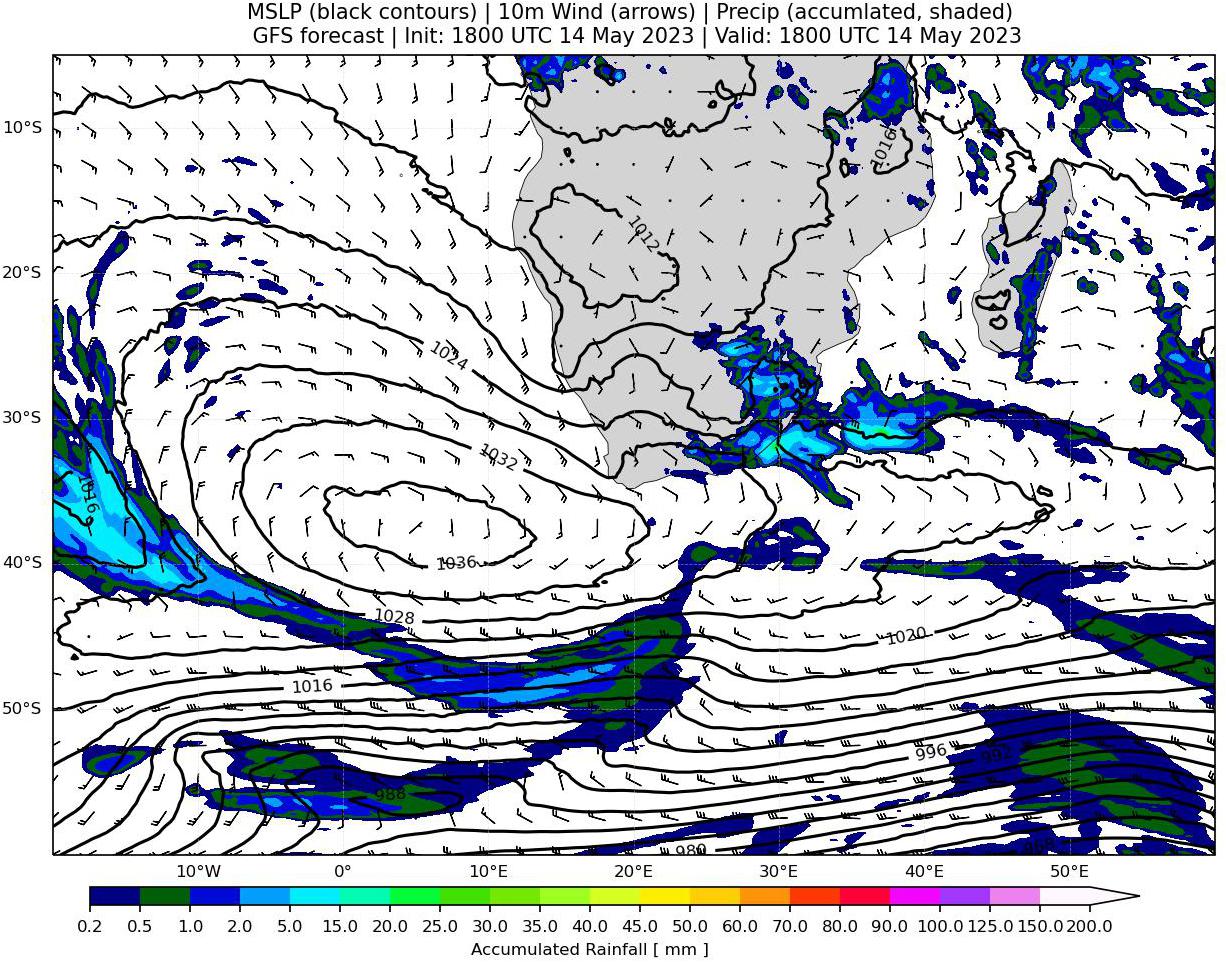 MSLP (black contours) | 10m Wind (arrows) | Precip (accumlated, shaded)
GFS forecast | Init: 1800 UTC 14 May 2023 | Valid: 1800 UTC 14 May 2023
10°S
1016
1012
20°S
1024
30°S
1032
1016
40°S
1036
1028
1020
1016
50°S
996
992
988
980
968
10°W
0°
10°E
20°E
30°E
40°E
50°E
0.2 0.5 1.0 2.0 5.0 10.0 15.0 20.0 25.0 30.0 35.0 40.0 45.0 50.0 60.0 70.0 80.0 90.0 100.0 125.0 150.0 200.0
Accumulated Rainfall [ mm ]